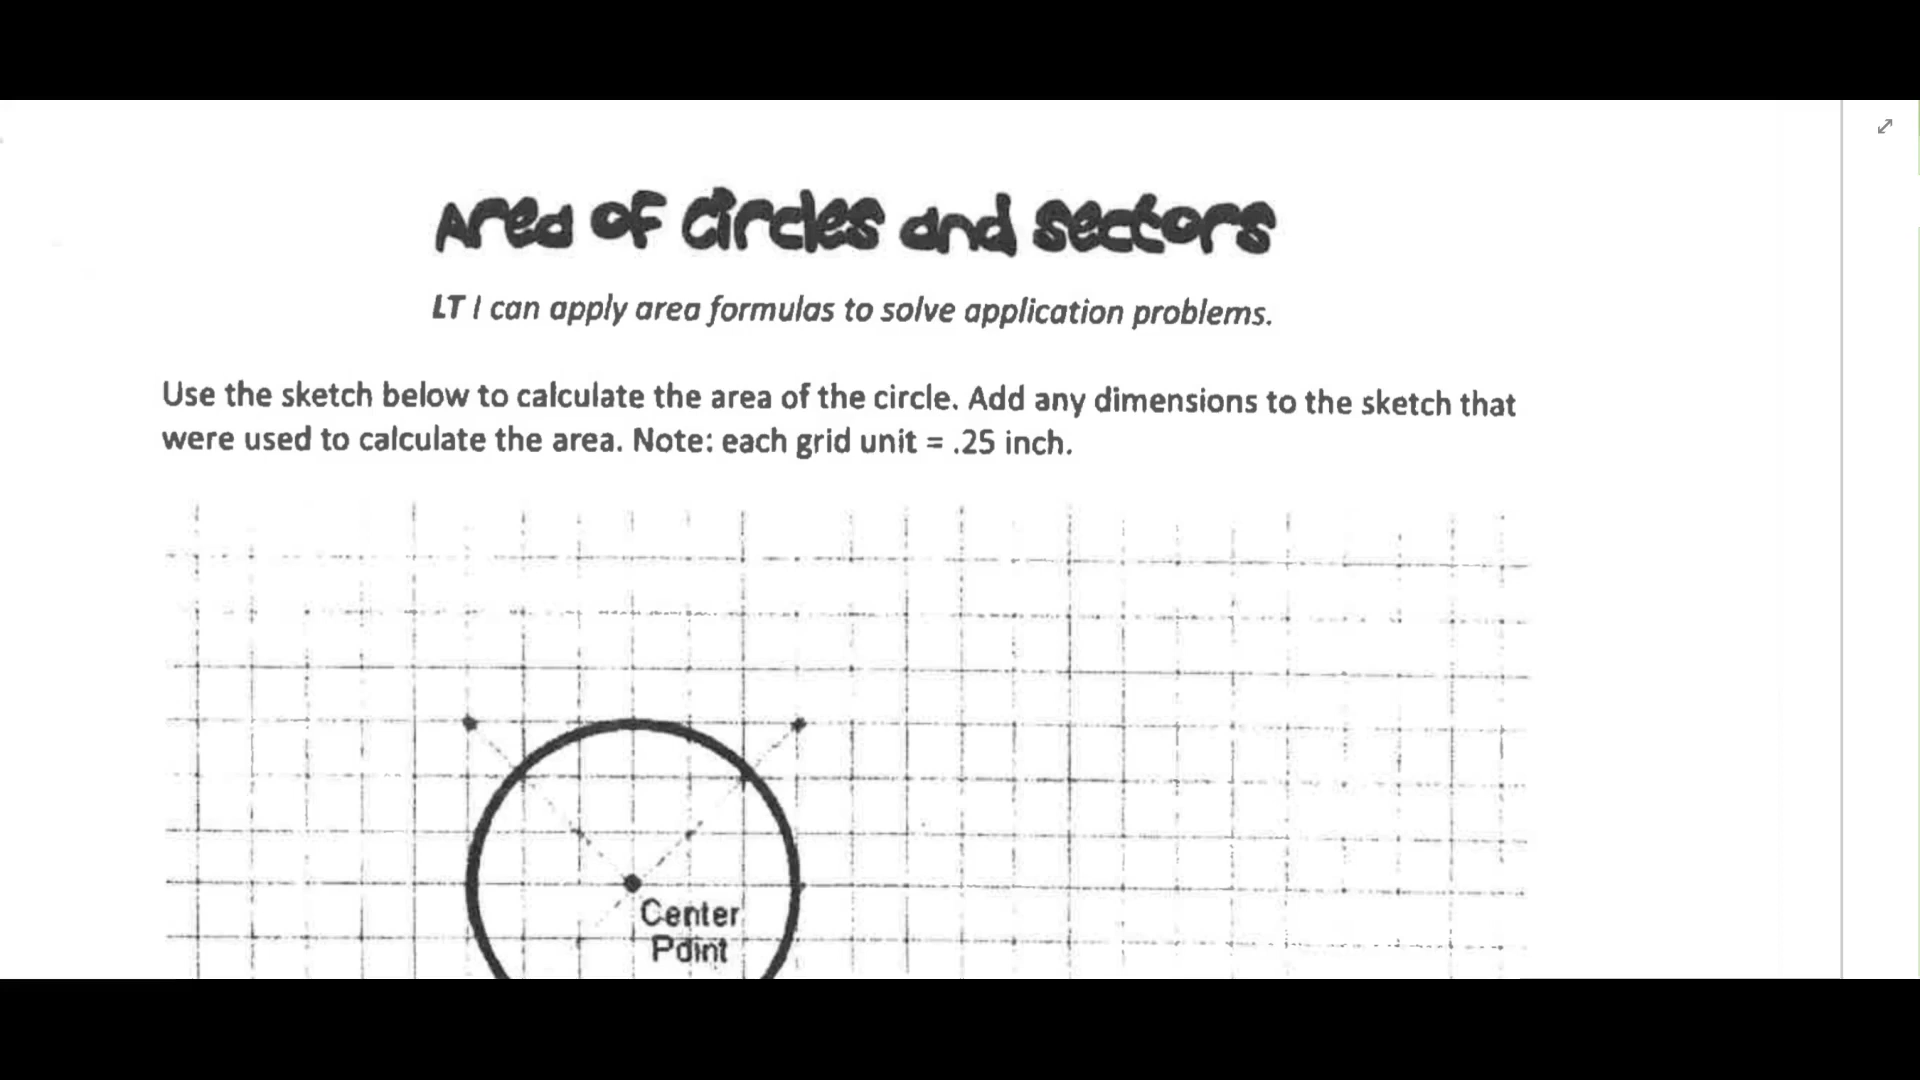 Area of Circles and Sectors
LT I can apply area formulas to solve application problems.
Use the sketch below to calculate the area of the circle. Add any dimensions to the sketch that
were used to calculate the area. Note: each grid unit = .25 inch.
Center
Point